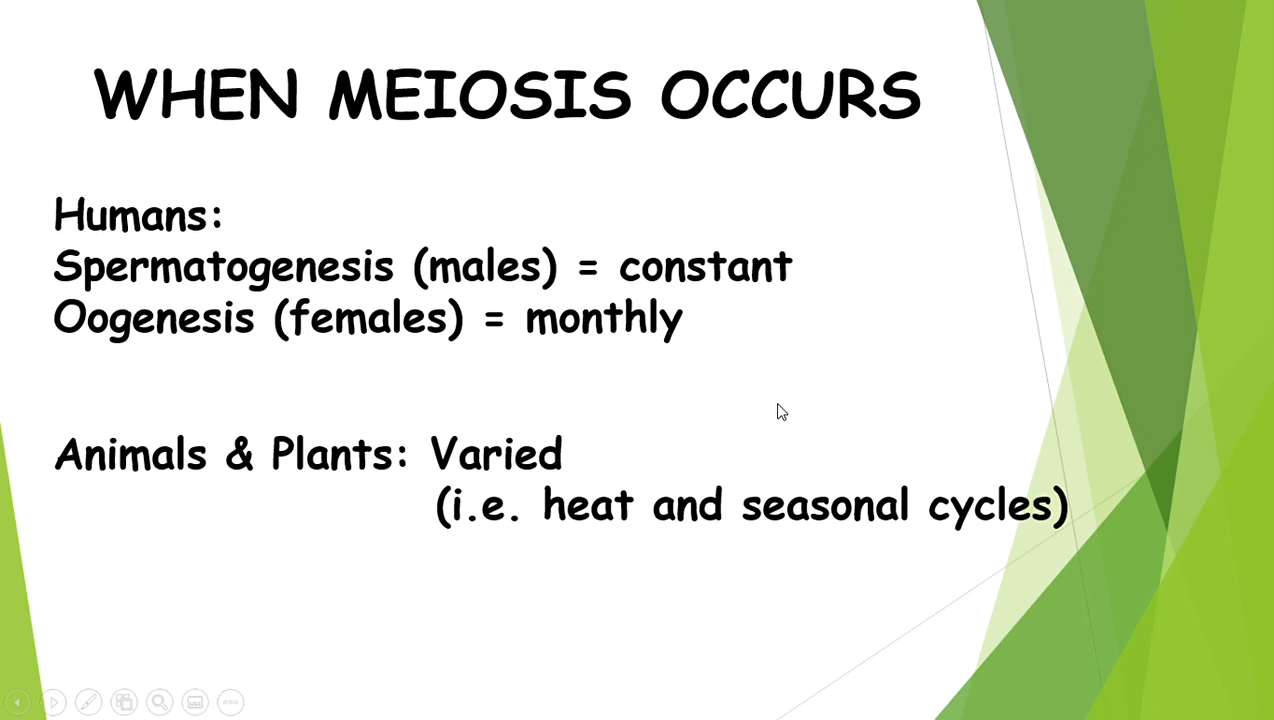 WHEN MEIOSIS OCCURS
Humans:
Spermatogenesis (males) = constant
Oogenesis (females) = monthly
Animals & Plants: Varied
(i.e. heat and seasonal cycles)